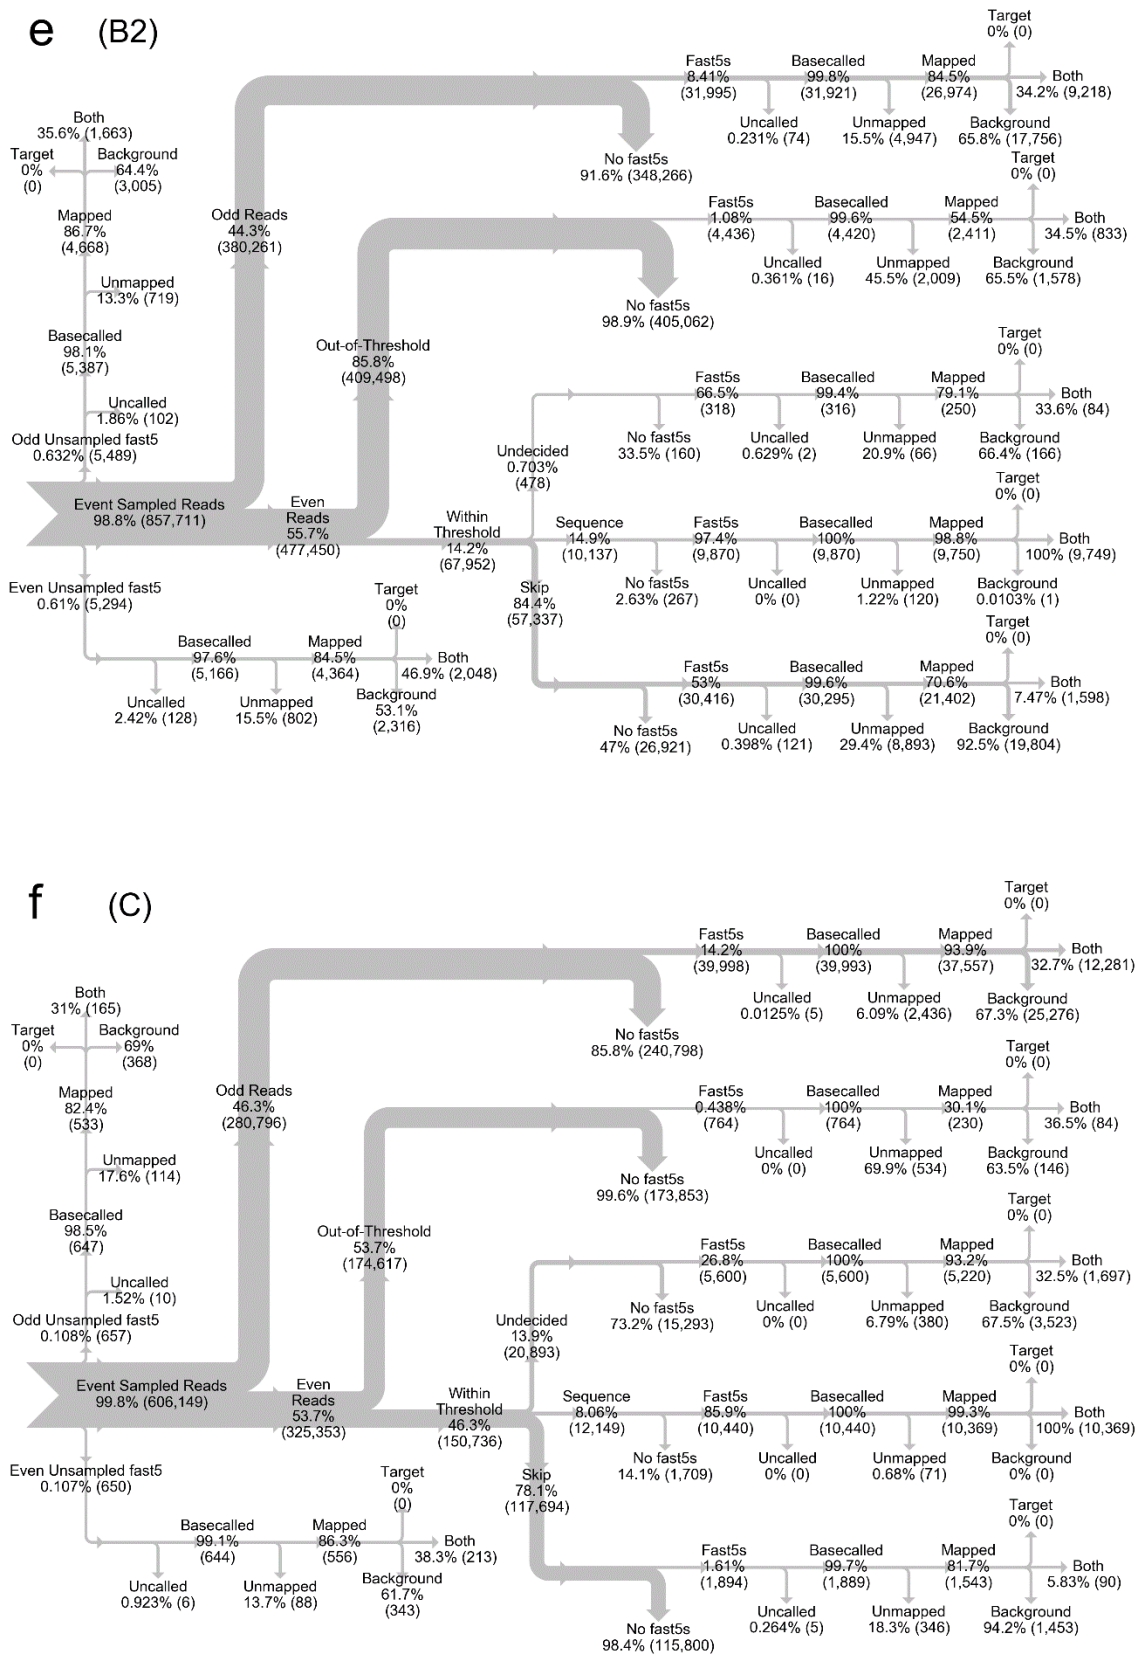 e (B2)
Target
0% (0)
Fast5s
8.41%
(31,995)
Basecalled
99.8%
(31,921)
Mapped
84.5%
(26,974)
Both
34.2% (9,218)
Uncalled
0.231% (74)
Unmapped
15.5% (4,947)
Background
65.8% (17,756)
No fast5s
91.6% (348,266)
Both
35.6% (1,663)
Target
0%
(0)
Background
64.4%
(3,005)
Mapped
86.7%
(4,668)
Unmapped
13.3% (719)
Basecalled
98.1%
(5,387)
Uncalled
1.86% (102)
Odd Unsampled fast5
0.632% (5,489)
Odd Reads
44.3%
(380,261)
Target
0% (0)
Fast5s
1.08%
(4,436)
Basecalled
99.6%
(4,420)
Mapped
54.5%
(2,411)
Both
34.5% (833)
Uncalled
0.361% (16)
Unmapped
45.5% (2,009)
Background
65.5% (1,578)
No fast5s
98.9% (405,062)
Out-of-Threshold
85.8%
(409,498)
Target
0% (0)
Fast5s
66.5%
(318)
Basecalled
99.4%
(316)
Mapped
79.1%
(250)
Both
33.6% (84)
No fast5s
33.5% (160)
Uncalled
0.629% (2)
Unmapped
20.9% (66)
Background
66.4% (166)
Undecided
0.703%
(478)
Event Sampled Reads
98.8% (857,711)
Even
Reads
55.7%
(477,450)
Within
Threshold
14.2%
(67,952)
Target
0% (0)
Sequence
14.9%
(10,137)
Fast5s
97.4%
(9,870)
Basecalled
100%
(9,870)
Mapped
98.8%
(9,750)
Both
100% (9,749)
No fast5s
2.63% (267)
Uncalled
0% (0)
Unmapped
1.22% (120)
Background
0.0103% (1)
Skip
84.4%
(57,337)
Even Unsampled fast5
0.61% (5,294)
Target
0%
(0)
Basecalled
97.6%
(5,166)
Mapped
84.5%
(4,364)
Both
46.9% (2,048)
Uncalled
2.42% (128)
Unmapped
15.5% (802)
Background
53.1%
(2,316)
Target
0% (0)
Fast5s
53%
(30,416)
Basecalled
99.6%
(30,295)
Mapped
70.6%
(21,402)
Both
7.47% (1,598)
No fast5s
47% (26,921)
Uncalled
0.398% (121)
Unmapped
29.4% (8,893)
Background
92.5% (19,804)
f (C)
Target
0% (0)
Fast5s
14.2%
(39,998)
Basecalled
100%
(39,993)
Mapped
93.9%
(37,557)
Both
32.7% (12,281)
Uncalled
0.0125% (5)
Unmapped
6.09% (2,436)
Background
67.3% (25,276)
No fast5s
85.8% (240,798)
Both
31% (165)
Target
0%
(0)
Background
69%
(368)
Mapped
82.4%
(533)
Unmapped
17.6% (114)
Basecalled
98.5%
(647)
Uncalled
1.52% (10)
Odd Unsampled fast5
0.108% (657)
Odd Reads
46.3%
(280,796)
Target
0% (0)
Fast5s
0.438%
(764)
Basecalled
100%
(764)
Mapped
30.1%
(230)
Both
36.5% (84)
Uncalled
0% (0)
Unmapped
69.9% (534)
Background
63.5% (146)
No fast5s
99.6% (173,853)
Out-of-Threshold
53.7%
(174,617)
Target
0% (0)
Fast5s
26.8%
(5,600)
Basecalled
100%
(5,600)
Mapped
93.2%
(5,220)
Both
32.5% (1,697)
No fast5s
73.2% (15,293)
Uncalled
0% (0)
Unmapped
6.79% (380)
Background
67.5% (3,523)
Undecided
13.9%
(20,893)
Event Sampled Reads
99.8% (606,149)
Even
Reads
53.7%
(325,353)
Within
Threshold
46.3%
(150,736)
Target
0% (0)
Sequence
8.06%
(12,149)
Fast5s
85.9%
(10,440)
Basecalled
100%
(10,440)
Mapped
99.3%
(10,369)
Both
100% (10,369)
No fast5s
14.1% (1,709)
Uncalled
0% (0)
Unmapped
0.68% (71)
Background
0% (0)
Skip
78.1%
(117,694)
Even Unsampled fast5
0.107% (650)
Target
0%
(0)
Basecalled
99.1%
(644)
Mapped
86.3%
(556)
Both
38.3% (213)
Uncalled
0.923% (6)
Unmapped
13.7% (88)
Background
61.7%
(343)
Target
0% (0)
Fast5s
1.61%
(1,894)
Basecalled
99.7%
(1,889)
Mapped
81.7%
(1,543)
Both
5.83% (90)
No fast5s
98.4% (115,800)
Uncalled
0.264% (5)
Unmapped
18.3% (346)
Background
94.2% (1,453)